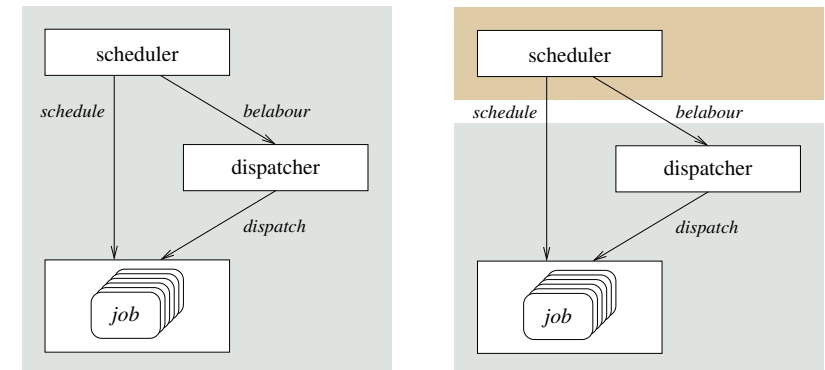 scheduler
schedule
belabour
dispatcher
dispatch
job
scheduler
schedule
belabour
dispatcher
dispatch
job